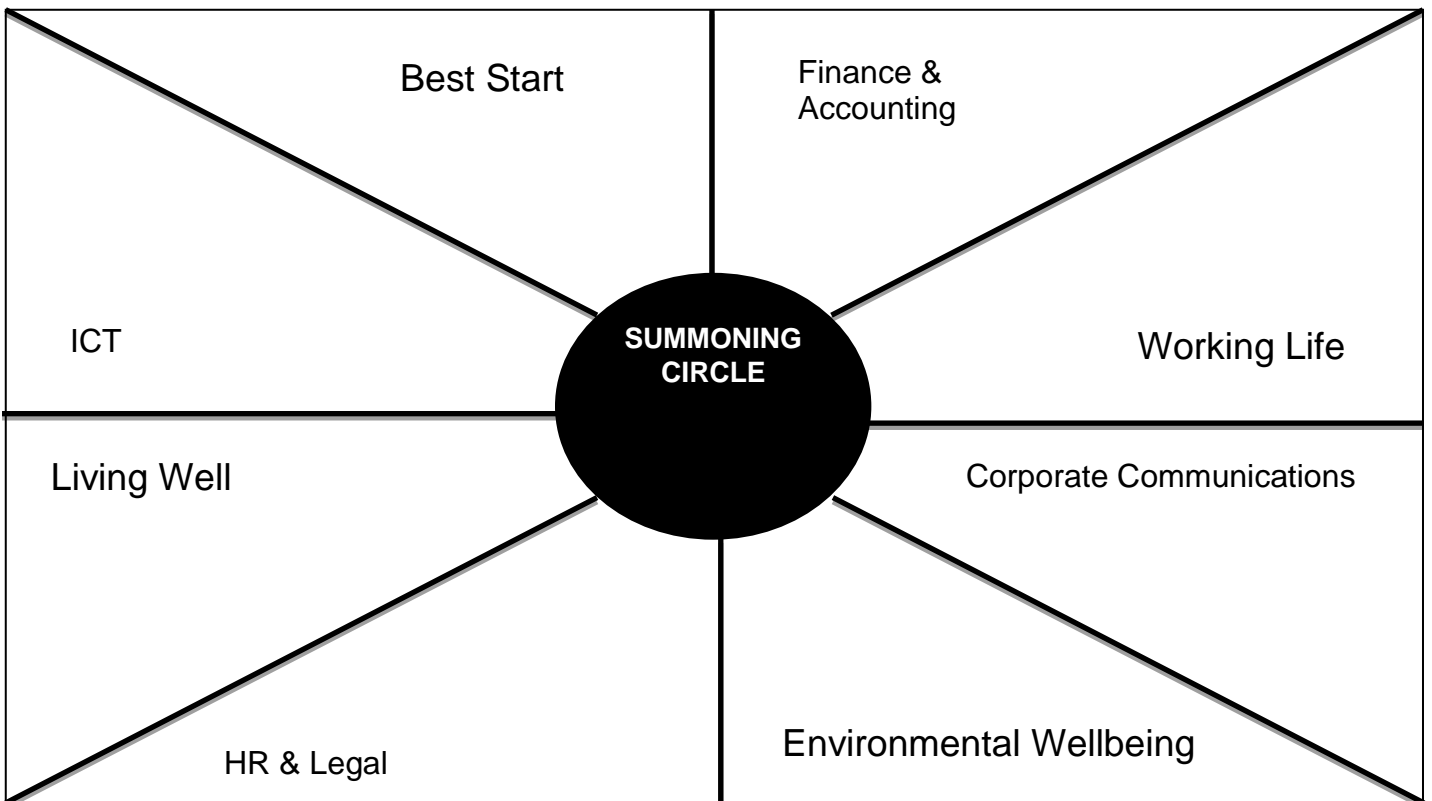 Best Start
Finance &
Accounting
ICT
SUMMONING
CIRCLE
Working Life
Living Well
Corporate Communications
HR & Legal
Environmental Wellbeing